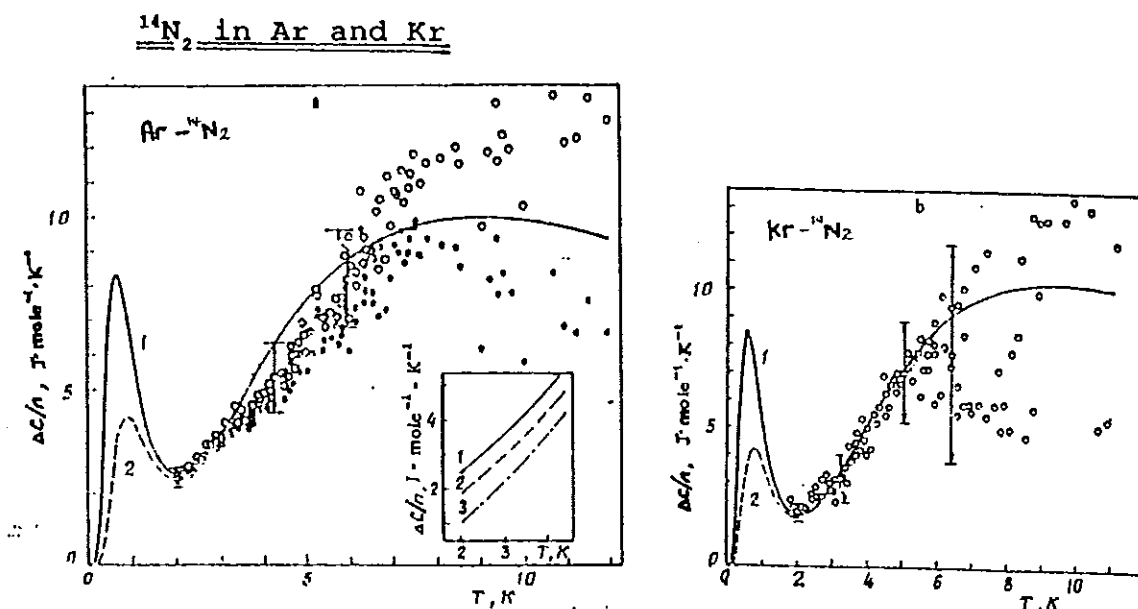 ¹⁴N₂ in Ar and Kr
Ar - ¹⁴N₂
ΔC/n, J·mole⁻¹·K⁻¹
10
5
0
1
2
0
5
10
T, K
ΔC/n, J - mole⁻¹ - K⁻¹
4
2
1
2
3
2
3
T, K
b
Kr - ¹⁴N₂
ΔC/n, J·mole⁻¹·K⁻¹
10
5
0
1
2
2
4
6
8
10
T, K